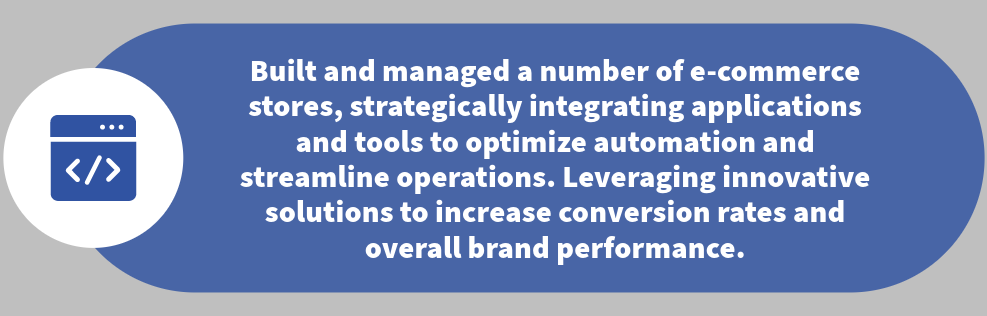 Built and managed a number of e-commerce
stores, strategically integrating applications
and tools to optimize automation and
streamline operations. Leveraging innovative
solutions to increase conversion rates and
overall brand performance.